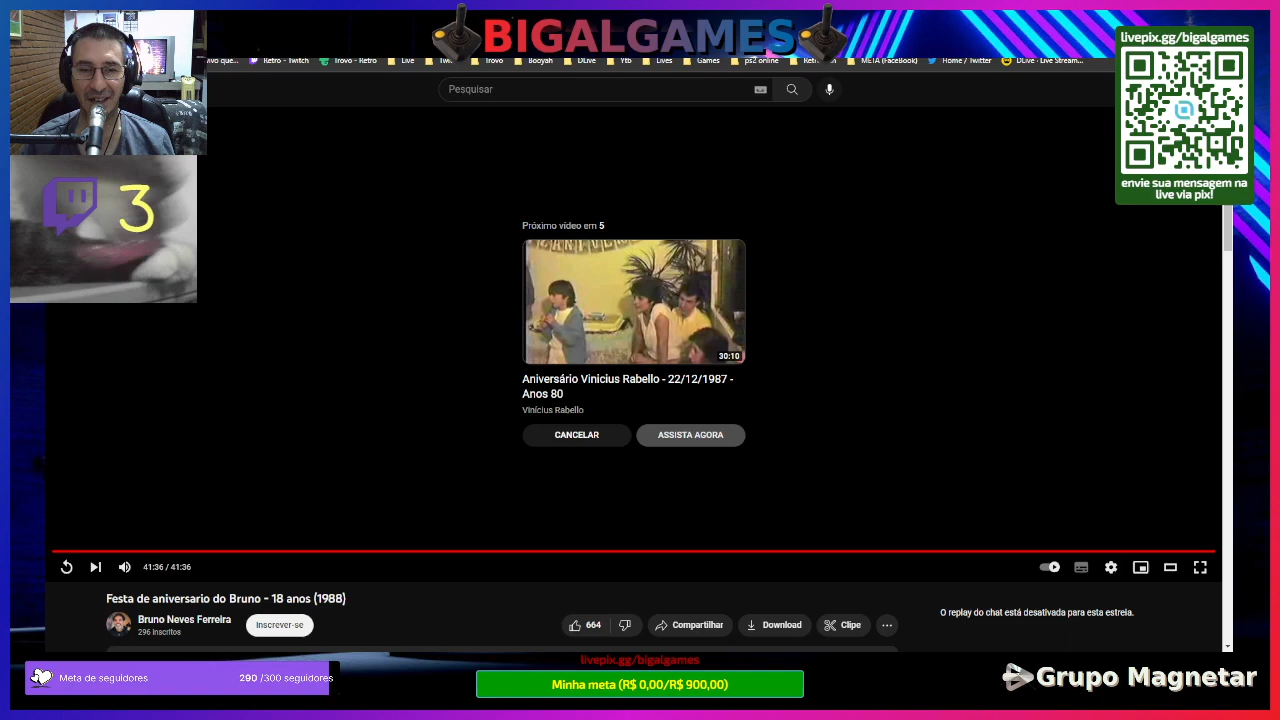 BIGALGAMES
livepix.gg/bigalgames
envie sua mensagem na
live via pix!
Retro - Twitch
Trovo - Retro
Live
Trovo
Booyah
DLive
Ytb
Lives
Games
ps2 online
META (FaceBook)
Home / Twitter
DLive · Live Stream...
Pesquisar
3
Próximo vídeo em 5
30:10
Aniversário Vinicius Rabello - 22/12/1987 -
Anos 80
Vinícius Rabello
CANCELAR
ASSISTA AGORA
41:36 / 41:36
Festa de aniversario do Bruno - 18 anos (1988)
Bruno Neves Ferreira
296 inscritos
Inscrever-se
664
Compartilhar
Download
Clipe
O replay do chat está desativada para esta estreia.
livepix.gg/bigalgames
Meta de seguidores
290 /300 seguidores
Minha meta (R$ 0,00/R$ 900,00)
Grupo Magnetar